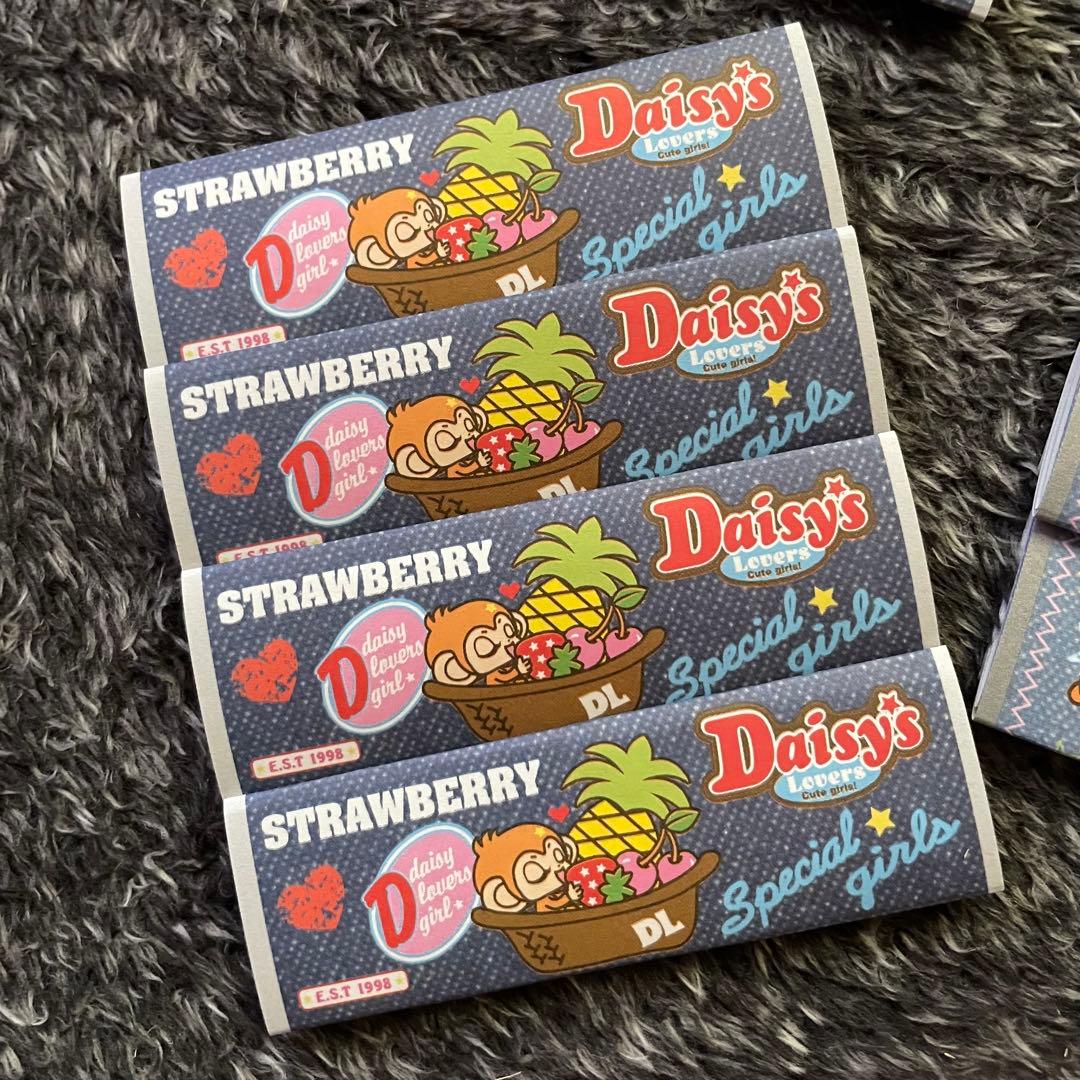 STRAWBERRY
Daisy's
Lovers
Cute girls!
D daisy
lovers
girl
Special
girls
DL
E.S.T 1998
STRAWBERRY
Daisy's
Lovers
Cute girls!
D daisy
lovers
girl
Special
girls
DL
E.S.T 1998
STRAWBERRY
Daisy's
Lovers
Cute girls!
D daisy
lovers
girl
Special
girls
DL
E.S.T 1998
STRAWBERRY
Daisy's
Lovers
Cute girls!
D daisy
lovers
girl
Special
girls
DL
E.S.T 1998